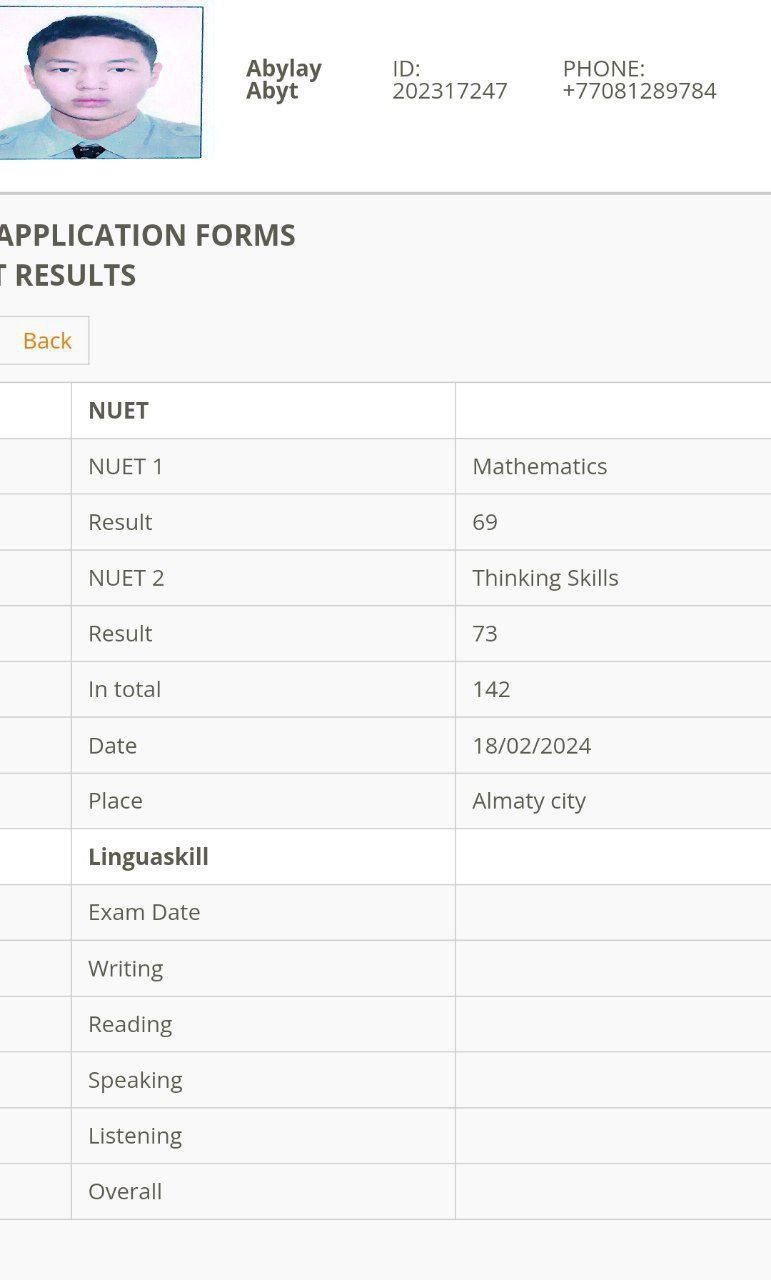 Abylay
Abyt
ID:
202317247
PHONE:
+77081289784
APPLICATION FORMS
T RESULTS
Back
NUET
NUET 1 Mathematics
Result 69
NUET 2 Thinking Skills
Result 73
In total 142
Date 18/02/2024
Place Almaty city
Linguaskill
Exam Date
Writing
Reading
Speaking
Listening
Overall